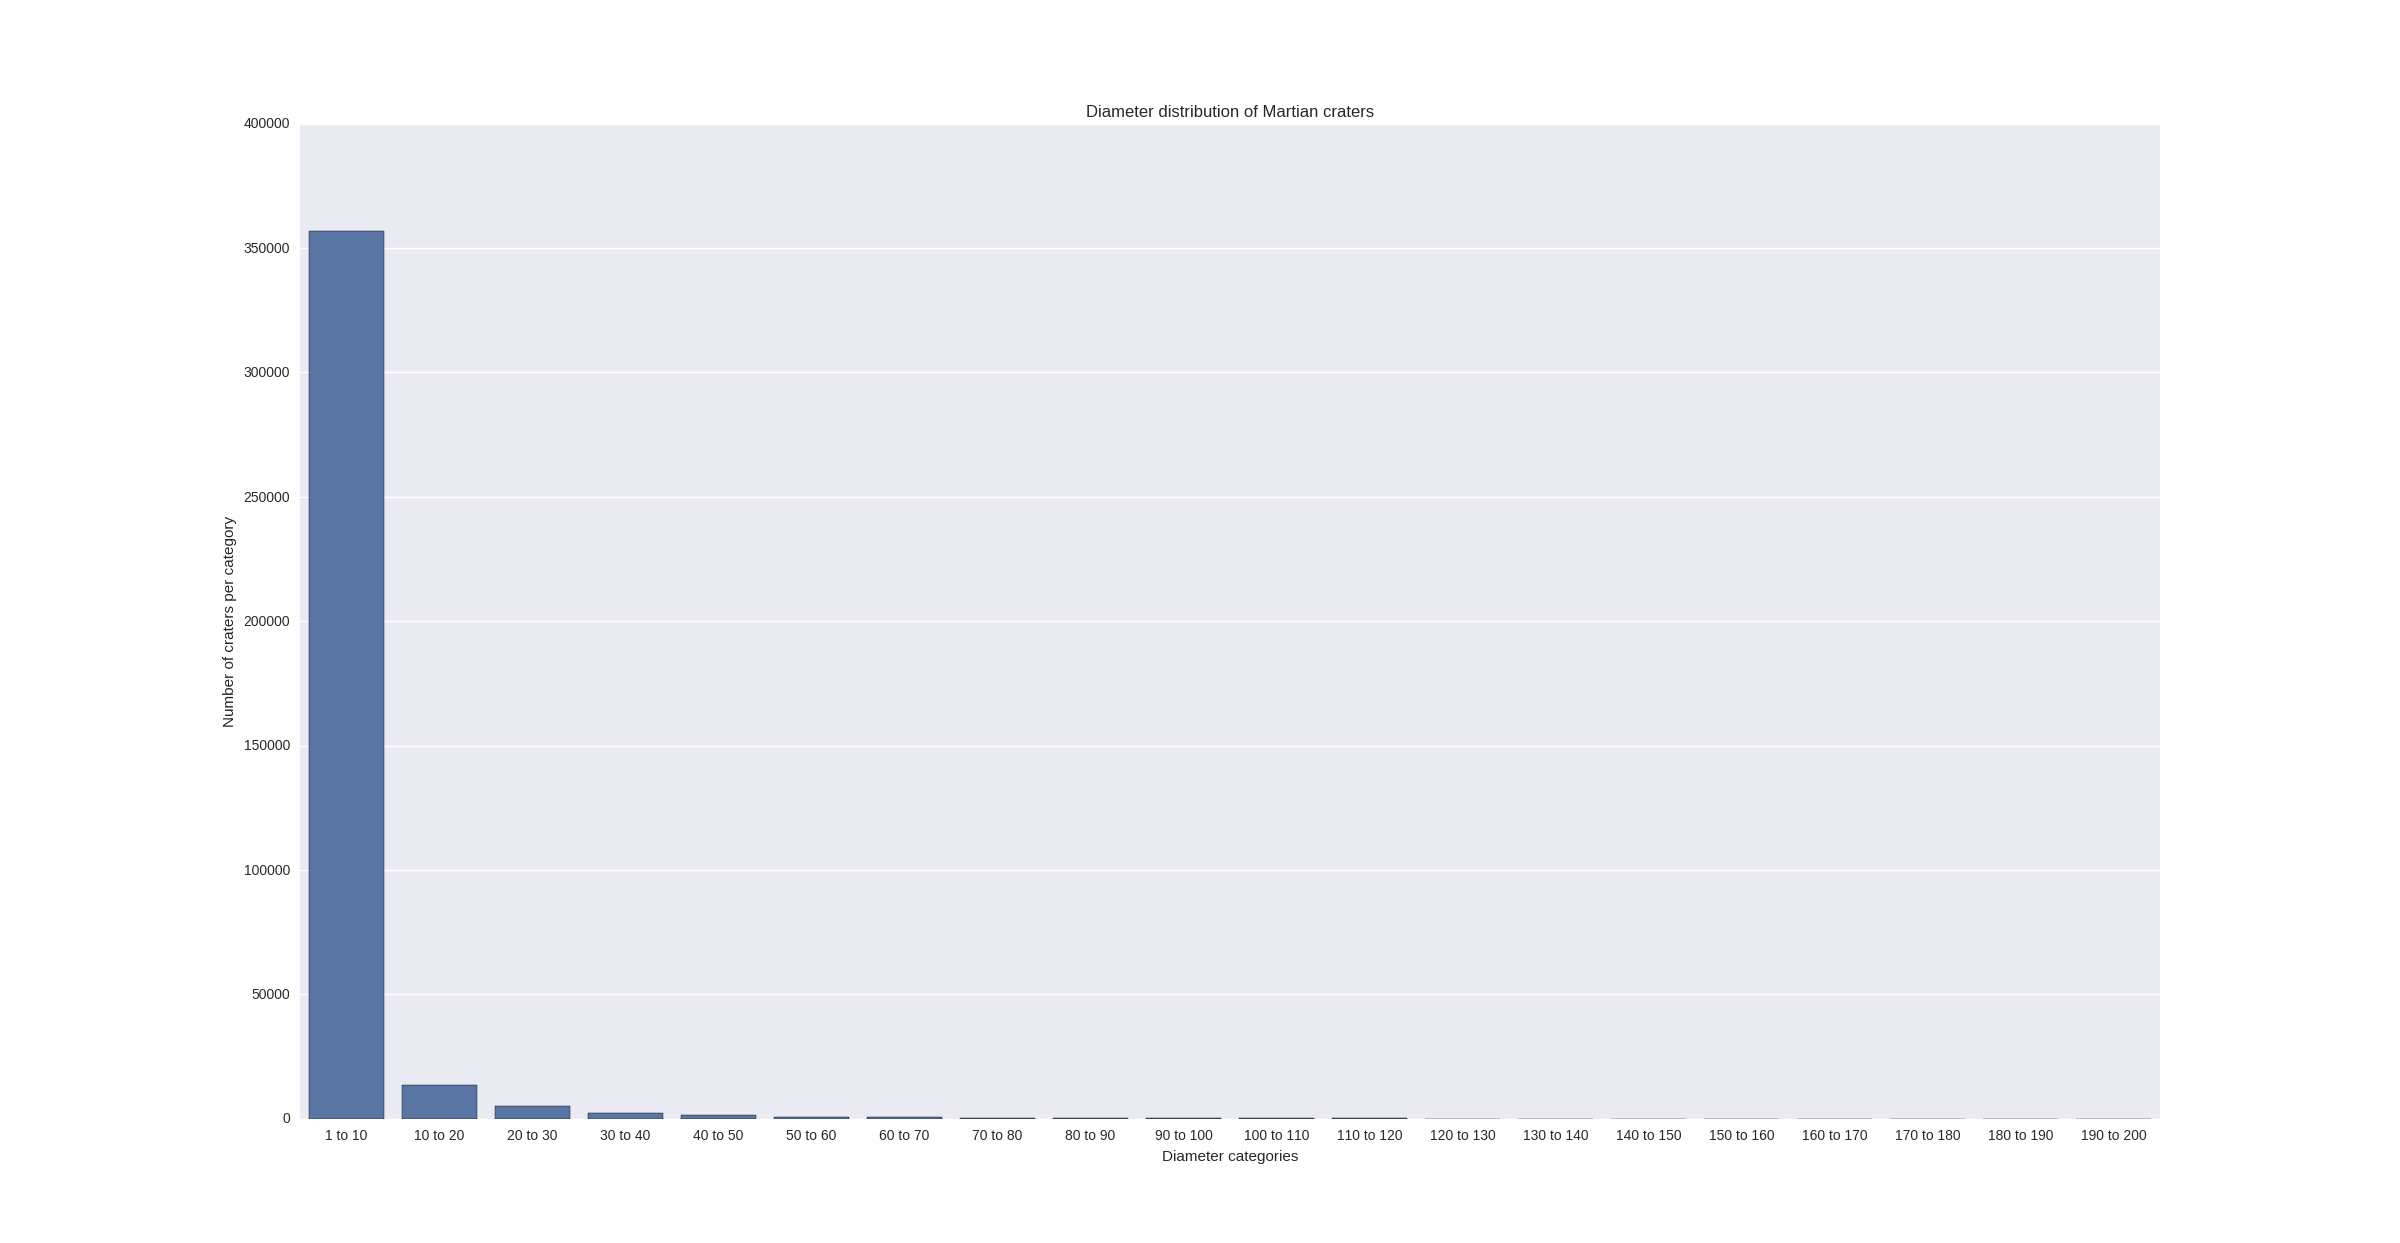 Diameter distribution of Martian craters
400000
350000
300000
250000
200000
150000
100000
50000
0
Number of craters per category
1 to 10 10 to 20 20 to 30 30 to 40 40 to 50 50 to 60 60 to 70 70 to 80 80 to 90 90 to 100 100 to 110 110 to 120 120 to 130 130 to 140 140 to 150 150 to 160 160 to 170 170 to 180 180 to 190 190 to 200
Diameter categories